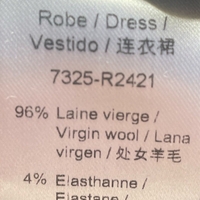 Robe / Dress /
Vestido / 连衣裙
7325-R2421
96% Laine vierge /
Virgin wool / Lana
virgen / 处女羊毛
4% Elasthanne /
Elastane /